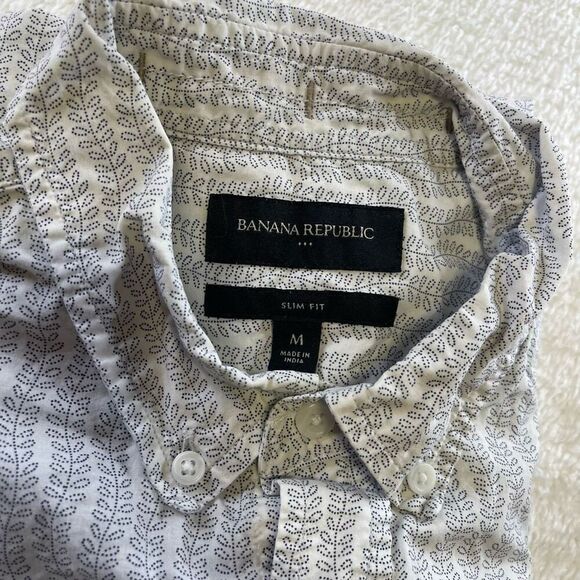 BANANA REPUBLIC
SLIM FIT
M
MADE IN
INDIA